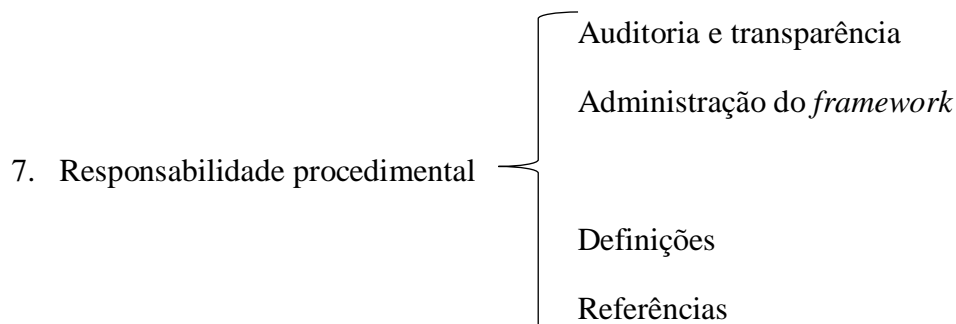 Auditoria e transparência
Administração do framework
7. Responsabilidade procedimental
Definições
Referências